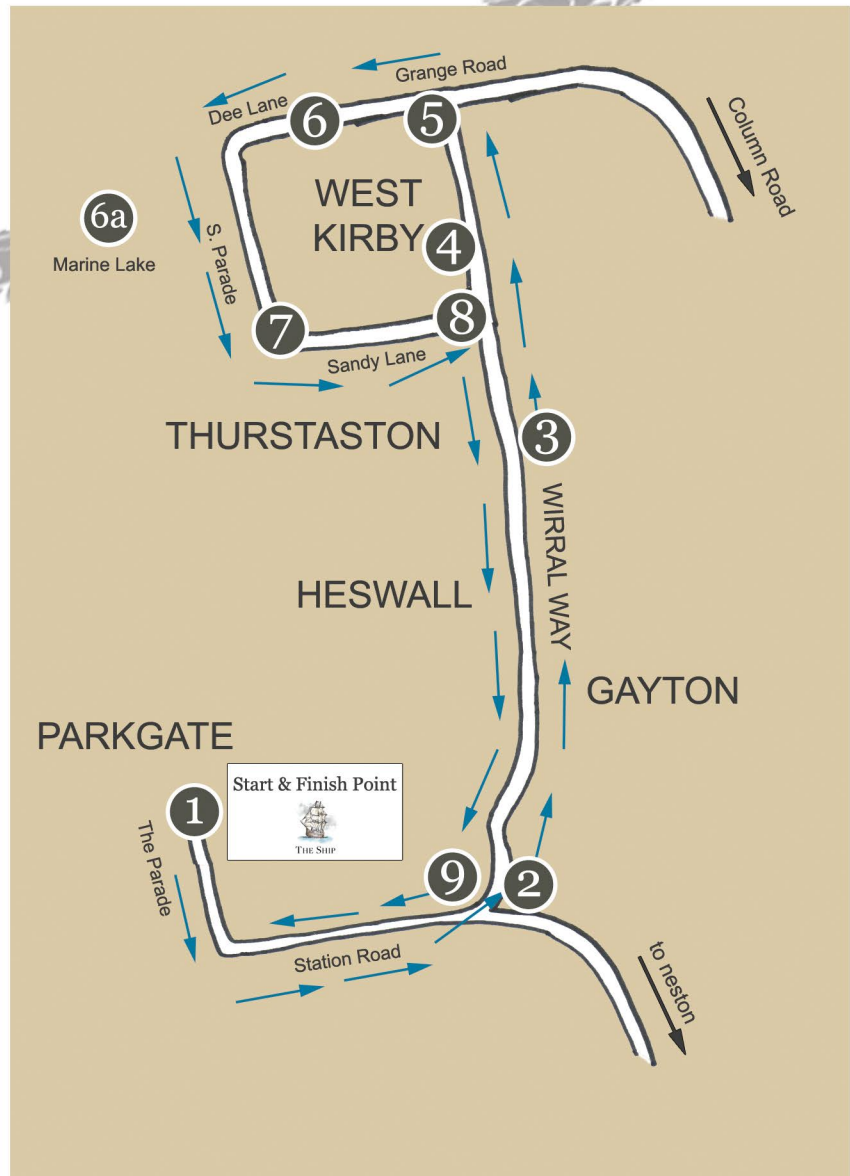 Grange Road
Dee Lane
Column Road
6
5
WEST
KIRBY
6a
Marine Lake
S. Parade
4
7
8
Sandy Lane
THURSTASTON
3
WIRRAL WAY
HESWALL
GAYTON
PARKGATE
Start & Finish Point
THE SHIP
1
The Parade
9
2
Station Road
to neston